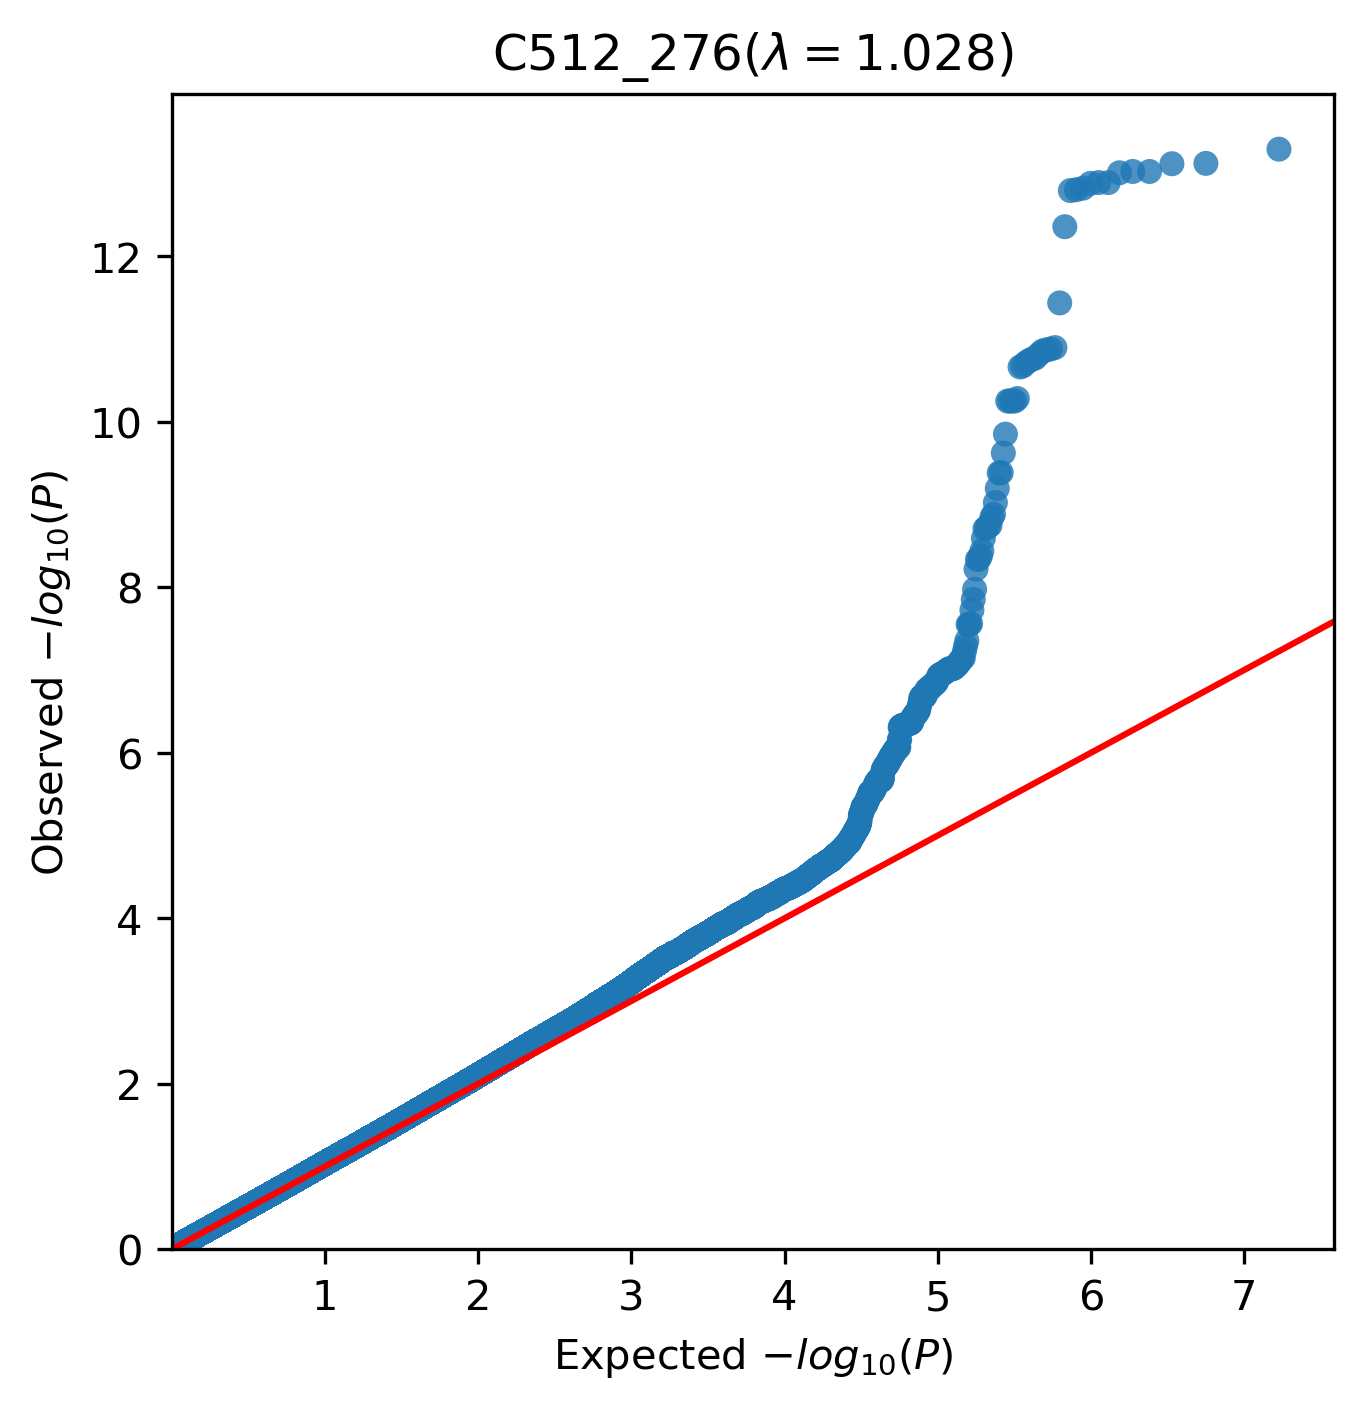 C512_276(λ = 1.028)
12
10
8
6
4
2
0
Observed −log₁₀(P)
1 2 3 4 5 6 7
Expected −log₁₀(P)